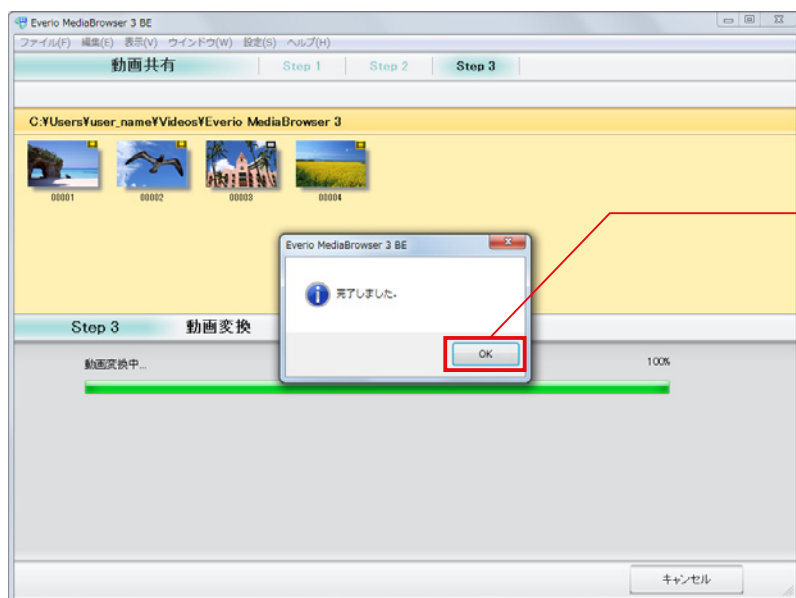 Everio MediaBrowser 3 BE
ファイル(F) 編集(E) 表示(V) ウインドウ(W) 設定(S) ヘルプ(H)
動画共有 Step 1 Step 2 Step 3
C:¥Users¥user_name¥Videos¥Everio MediaBrowser 3
00001 00002 00003 00004
Everio MediaBrowser 3 BE
完了しました。
OK
Step 3 動画変換
動画変換中... 100%
キャンセル